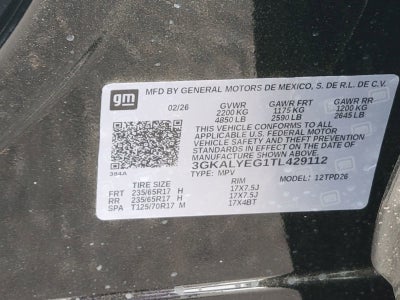 gm
MFD BY GENERAL MOTORS DE MEXICO, S. DE R.L. DE C.V.
02/26 GVWR GAWR FRT GAWR RR
2200 KG 1175 KG 1200 KG
4850 LB 2590 LB 2645 LB
THIS VEHICLE CONFORMS TO ALL
APPLICABLE U.S. FEDERAL MOTOR
VEHICLE SAFETY AND THEFT PREVENTION
STANDARDS IN EFFECT ON THE DATE OF
MANUFACTURE SHOWN ABOVE.
3GKALYEG1TL429112
384A
TYPE: MPV MODEL: 12TPD26
TIRE SIZE RIM
FRT 235/65R17 H 17X7.5J
RR 235/65R17 H 17X7.5J
SPA T125/70R17 M 17X4BT